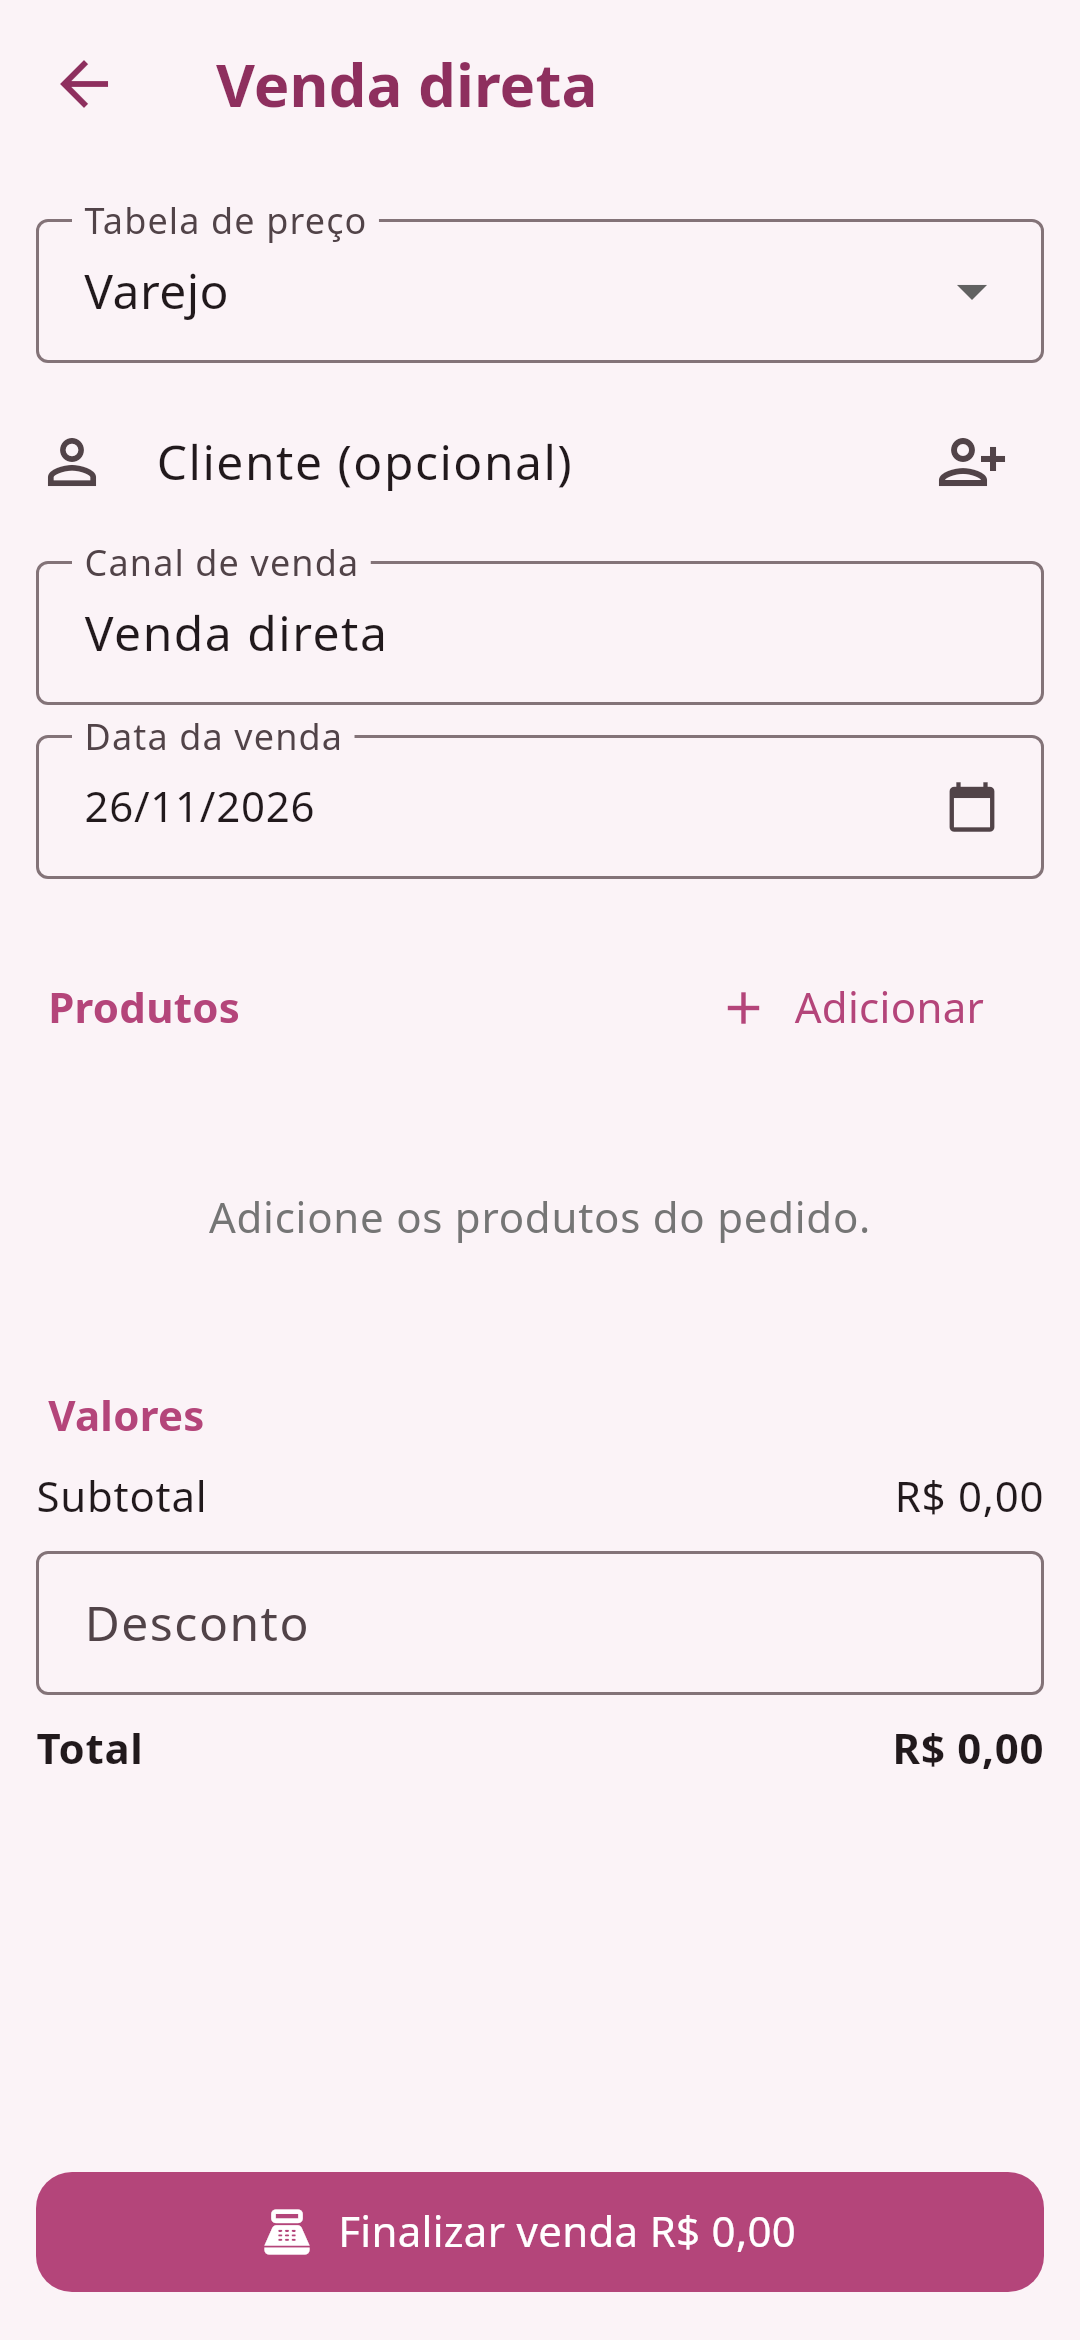 Venda direta
Tabela de preço
Varejo
Cliente (opcional)
Canal de venda
Venda direta
Data da venda
26/11/2026
Produtos
Adicionar
Adicione os produtos do pedido.
Valores
Subtotal R$ 0,00
Desconto
Total R$ 0,00
Finalizar venda R$ 0,00